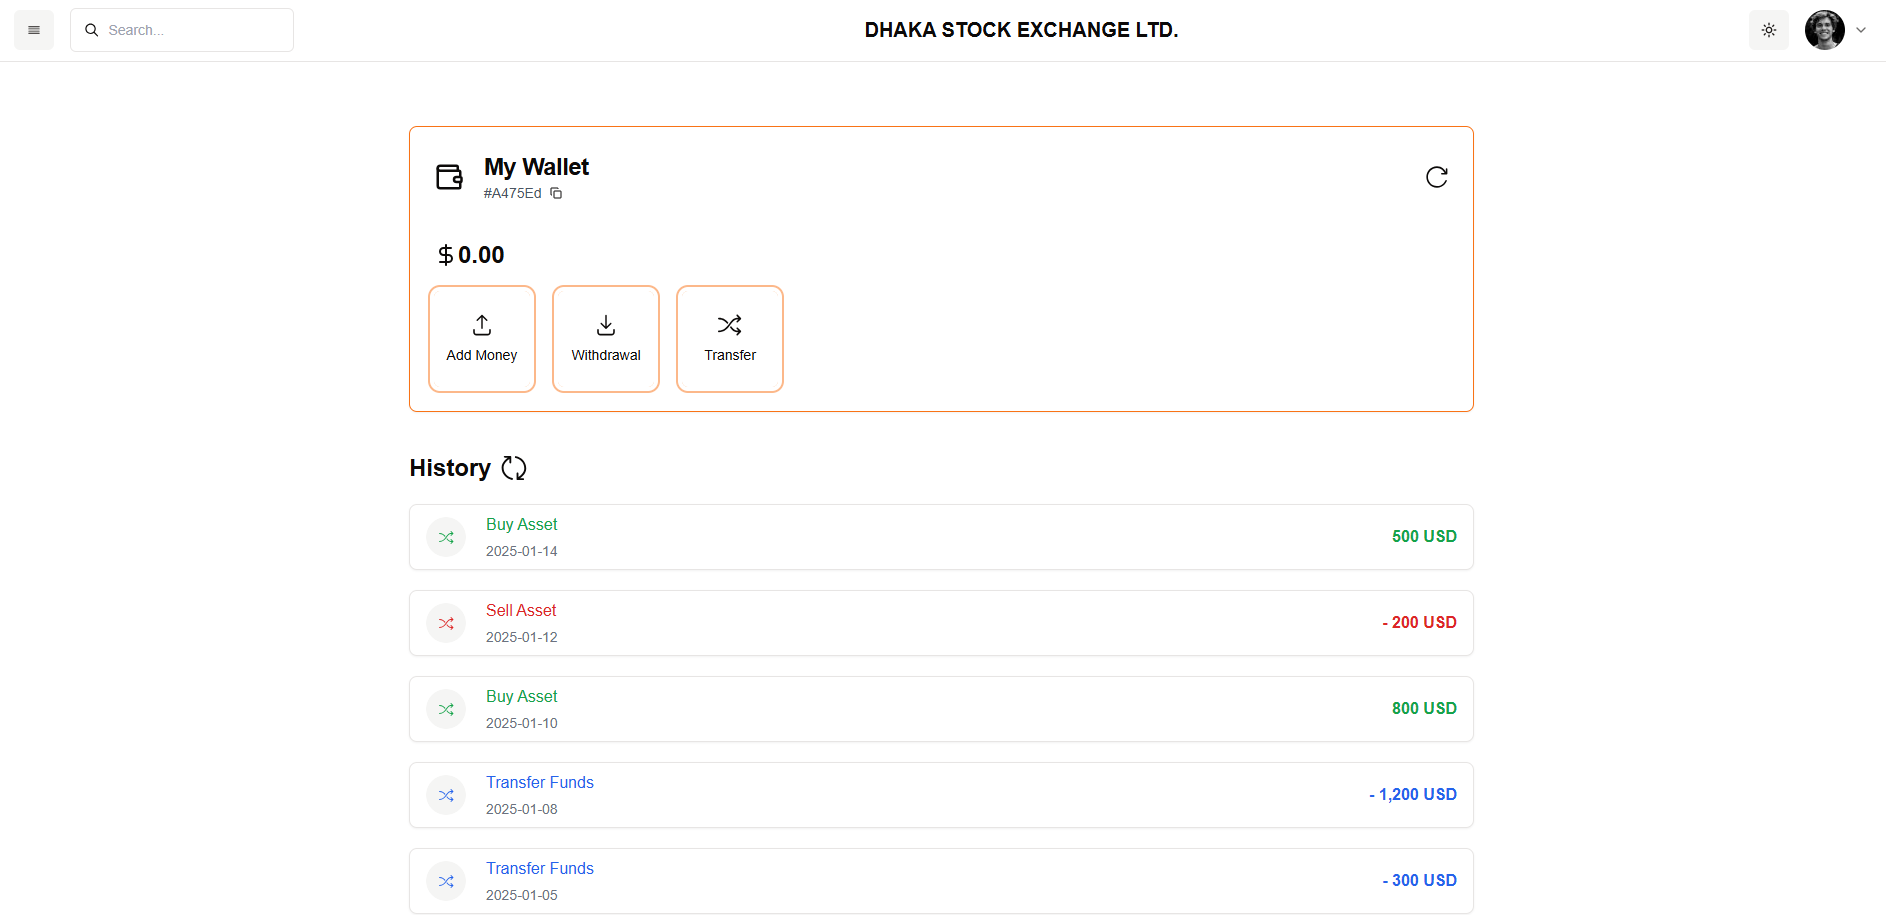 Search...
DHAKA STOCK EXCHANGE LTD.
My Wallet
#A475Ed
$0.00
Add Money
Withdrawal
Transfer
History
Buy Asset
2025-01-14
500 USD
Sell Asset
2025-01-12
- 200 USD
Buy Asset
2025-01-10
800 USD
Transfer Funds
2025-01-08
- 1,200 USD
Transfer Funds
2025-01-05
- 300 USD